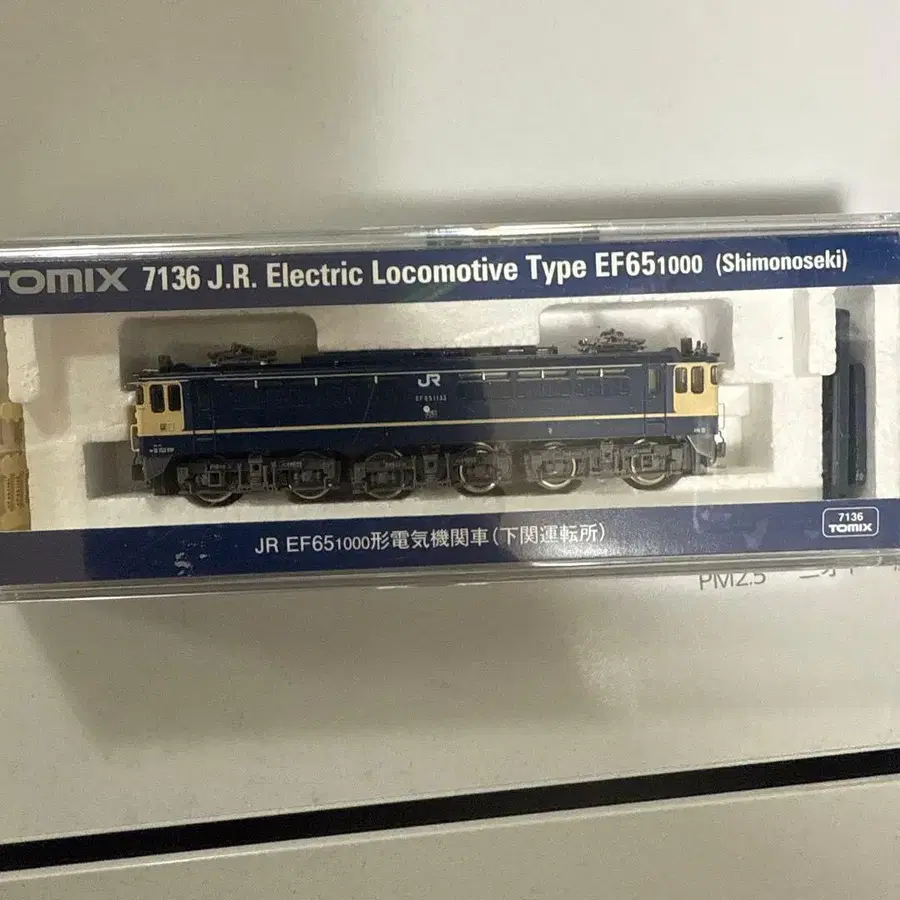 TOMIX 7136 J.R. Electric Locomotive Type EF651000 (Shimonoseki)
JR
EF651133
JR EF651000形電気機関車(下関運転所)
7136
TOMIX
PM2.5